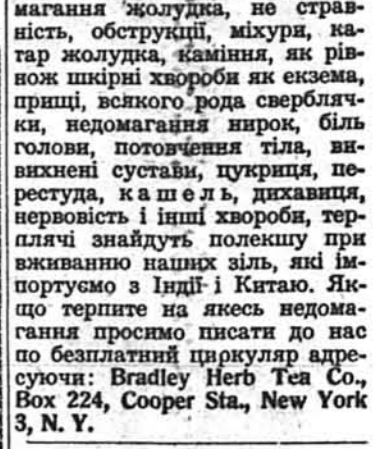 магання жолудка, не страв-
ність, обструкції, міхури, ка-
тар жолудка, каміння, як рів-
нож шкірні хвороби як екзема,
прищі, всякого рода свербляч-
ки, недомагання нирок, біль
голови, потовчення тіла, ви-
вихнені сустави, цукриця, пе-
рестуда, кашель, дихавиця,
нервовість і інші хвороби, тер-
плячі знайдуть полекшу при
вживанню наших зіль, які ім-
портуємо з Індії і Китаю. Як-
що терпите на якесь недома-
гання просимо писати до нас
по безплатний циркуляр адре-
суючи: Bradley Herb Tea Co.,
Box 224, Cooper Sta., New York
3, N. Y.